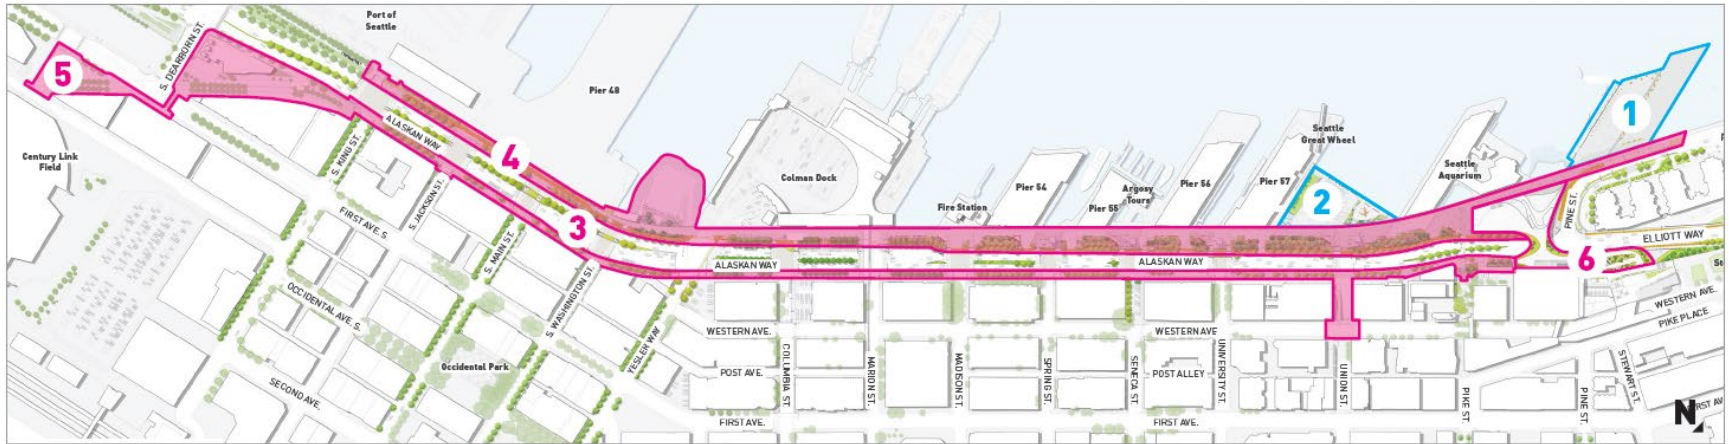 Port of
Seattle
S. DEARBORN ST.
5
Century Link
Field
Pier 48
ALASKAN WAY
4
S. KING ST.
S. JACKSON ST.
FIRST AVE. S
S. MAIN ST.
3
S. WASHINGTON ST.
OCCIDENTAL AVE. S.
Occidental Park
SECOND AVE.
YESLER WAY
Colman Dock
Fire Station
Pier 54
Pier 55
Argosy
Tours
Pier 56
Pier 57
Seattle
Great Wheel
2
Seattle
Aquarium
1
PINE ST.
ELLIOTT WAY
6
ALASKAN WAY
ALASKAN WAY
WESTERN AVE.
WESTERN AVE
WESTERN AVE.
PIKE PLACE
POST AVE.
POST ALLEY
COLUMBIA ST.
MARION ST.
MADISON ST.
SPRING ST.
SENECA ST
UNIVERSITY ST.
UNION ST.
PIKE ST.
PINE ST.
STEWART ST.
FIRST AVE.
FIRST AVE.
N